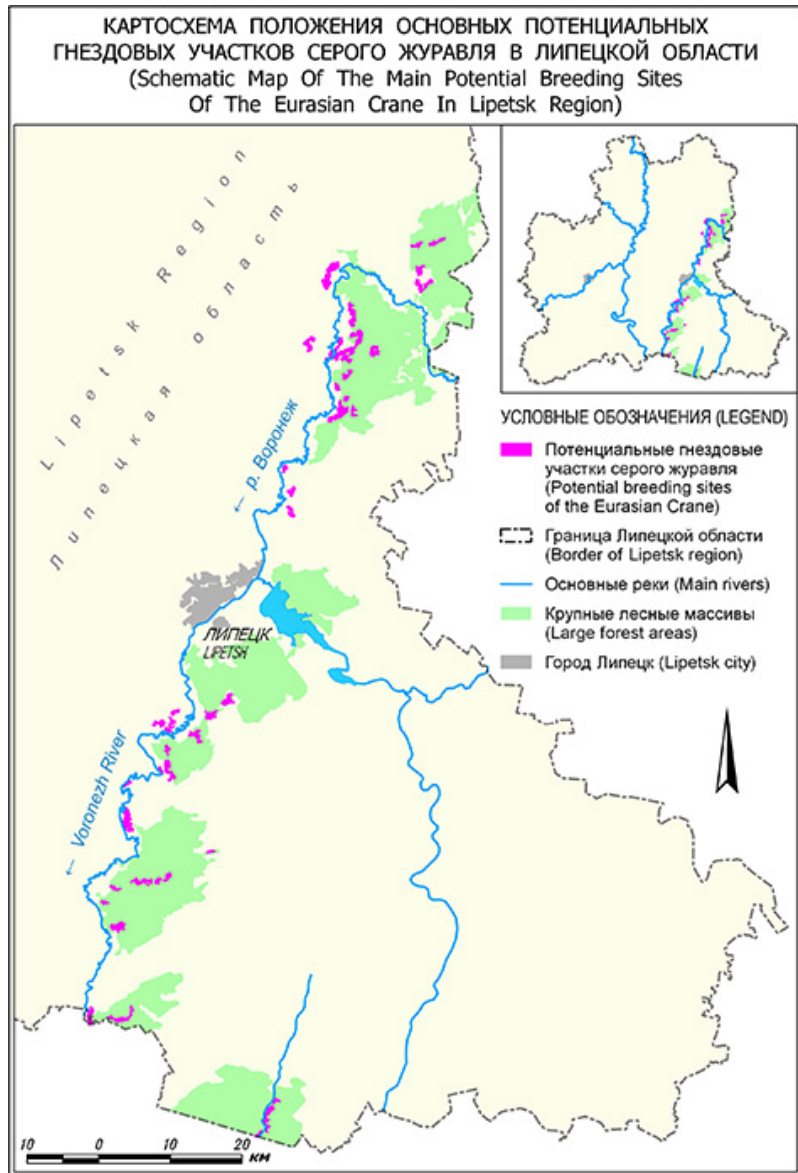 КАРТОСХЕМА ПОЛОЖЕНИЯ ОСНОВНЫХ ПОТЕНЦИАЛЬНЫХ
ГНЕЗДОВЫХ УЧАСТКОВ СЕРОГО ЖУРАВЛЯ В ЛИПЕЦКОЙ ОБЛАСТИ
(Schematic Map Of The Main Potential Breeding Sites
Of The Eurasian Crane In Lipetsk Region)
Lipetsk Region
Липецкая область
← р. Воронеж
УСЛОВНЫЕ ОБОЗНАЧЕНИЯ (LEGEND)
Потенциальные гнездовые
участки серого журавля
(Potential breeding sites
of the Eurasian Crane)
Граница Липецкой области
(Border of Lipetsk region)
Основные реки (Main rivers)
Крупные лесные массивы
(Large forest areas)
Город Липецк (Lipetsk city)
ЛИПЕЦК
LIPETSK
← Voronezh River
10 0 10 20
КМ